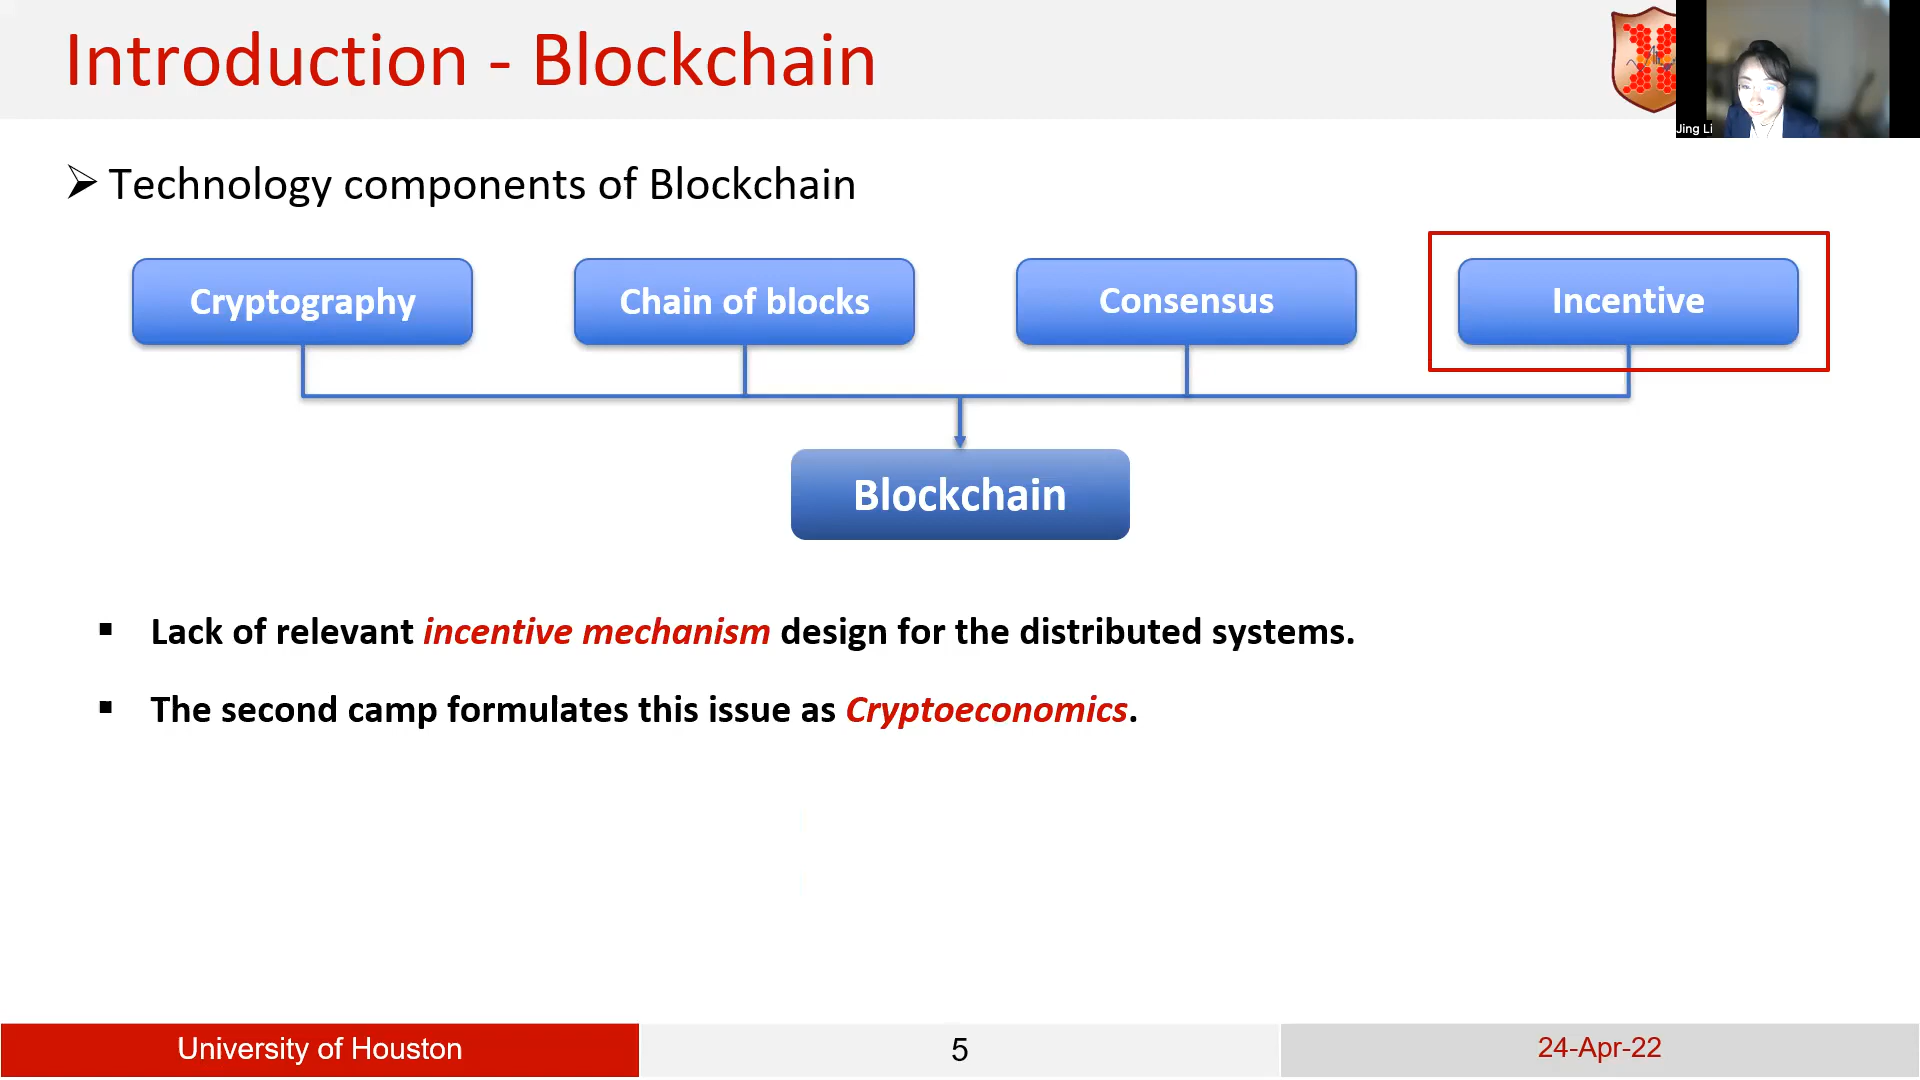 Introduction - Blockchain
Jing Li
➢ Technology components of Blockchain
Cryptography
Chain of blocks
Consensus
Incentive
Blockchain
▪ Lack of relevant incentive mechanism design for the distributed systems.
▪ The second camp formulates this issue as Cryptoeconomics.
University of Houston
5
24-Apr-22